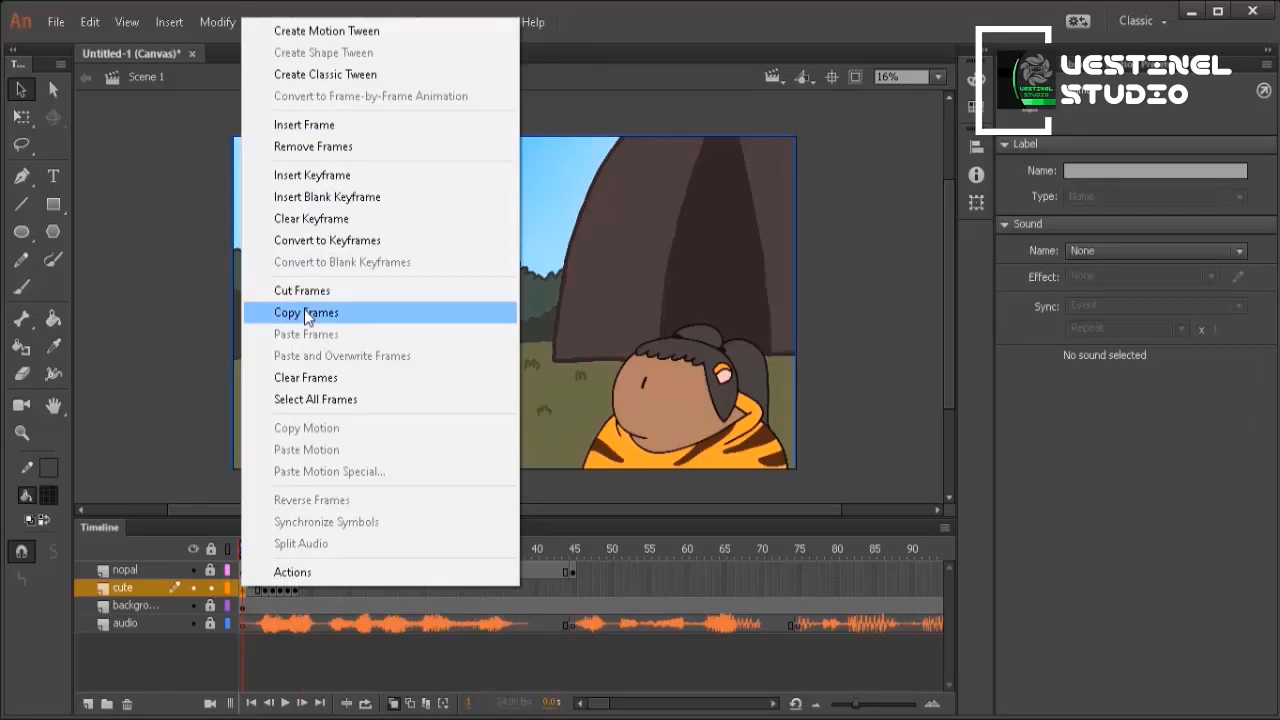 An File Edit View Insert Modify Help Classic
VESTINEL
STUDIO
Untitled-1 (Canvas)* ×
T...
Scene 1
16%
Create Motion Tween
Create Shape Tween
Create Classic Tween
Convert to Frame-by-Frame Animation
Insert Frame
Remove Frames
Insert Keyframe
Insert Blank Keyframe
Clear Keyframe
Convert to Keyframes
Convert to Blank Keyframes
Cut Frames
Copy Frames
Paste Frames
Paste and Overwrite Frames
Clear Frames
Select All Frames
Copy Motion
Paste Motion
Paste Motion Special...
Reverse Frames
Synchronize Symbols
Split Audio
Actions
Label
Name:
Type: Name
Sound
Name: None
Effect: None
Sync: Event
Repeat x 1
No sound selected
Timeline
40 45 50 55 60 65 70 75 80 85 90
nopal
cute
backgro...
audio
1 24.00 fps 0.0 s